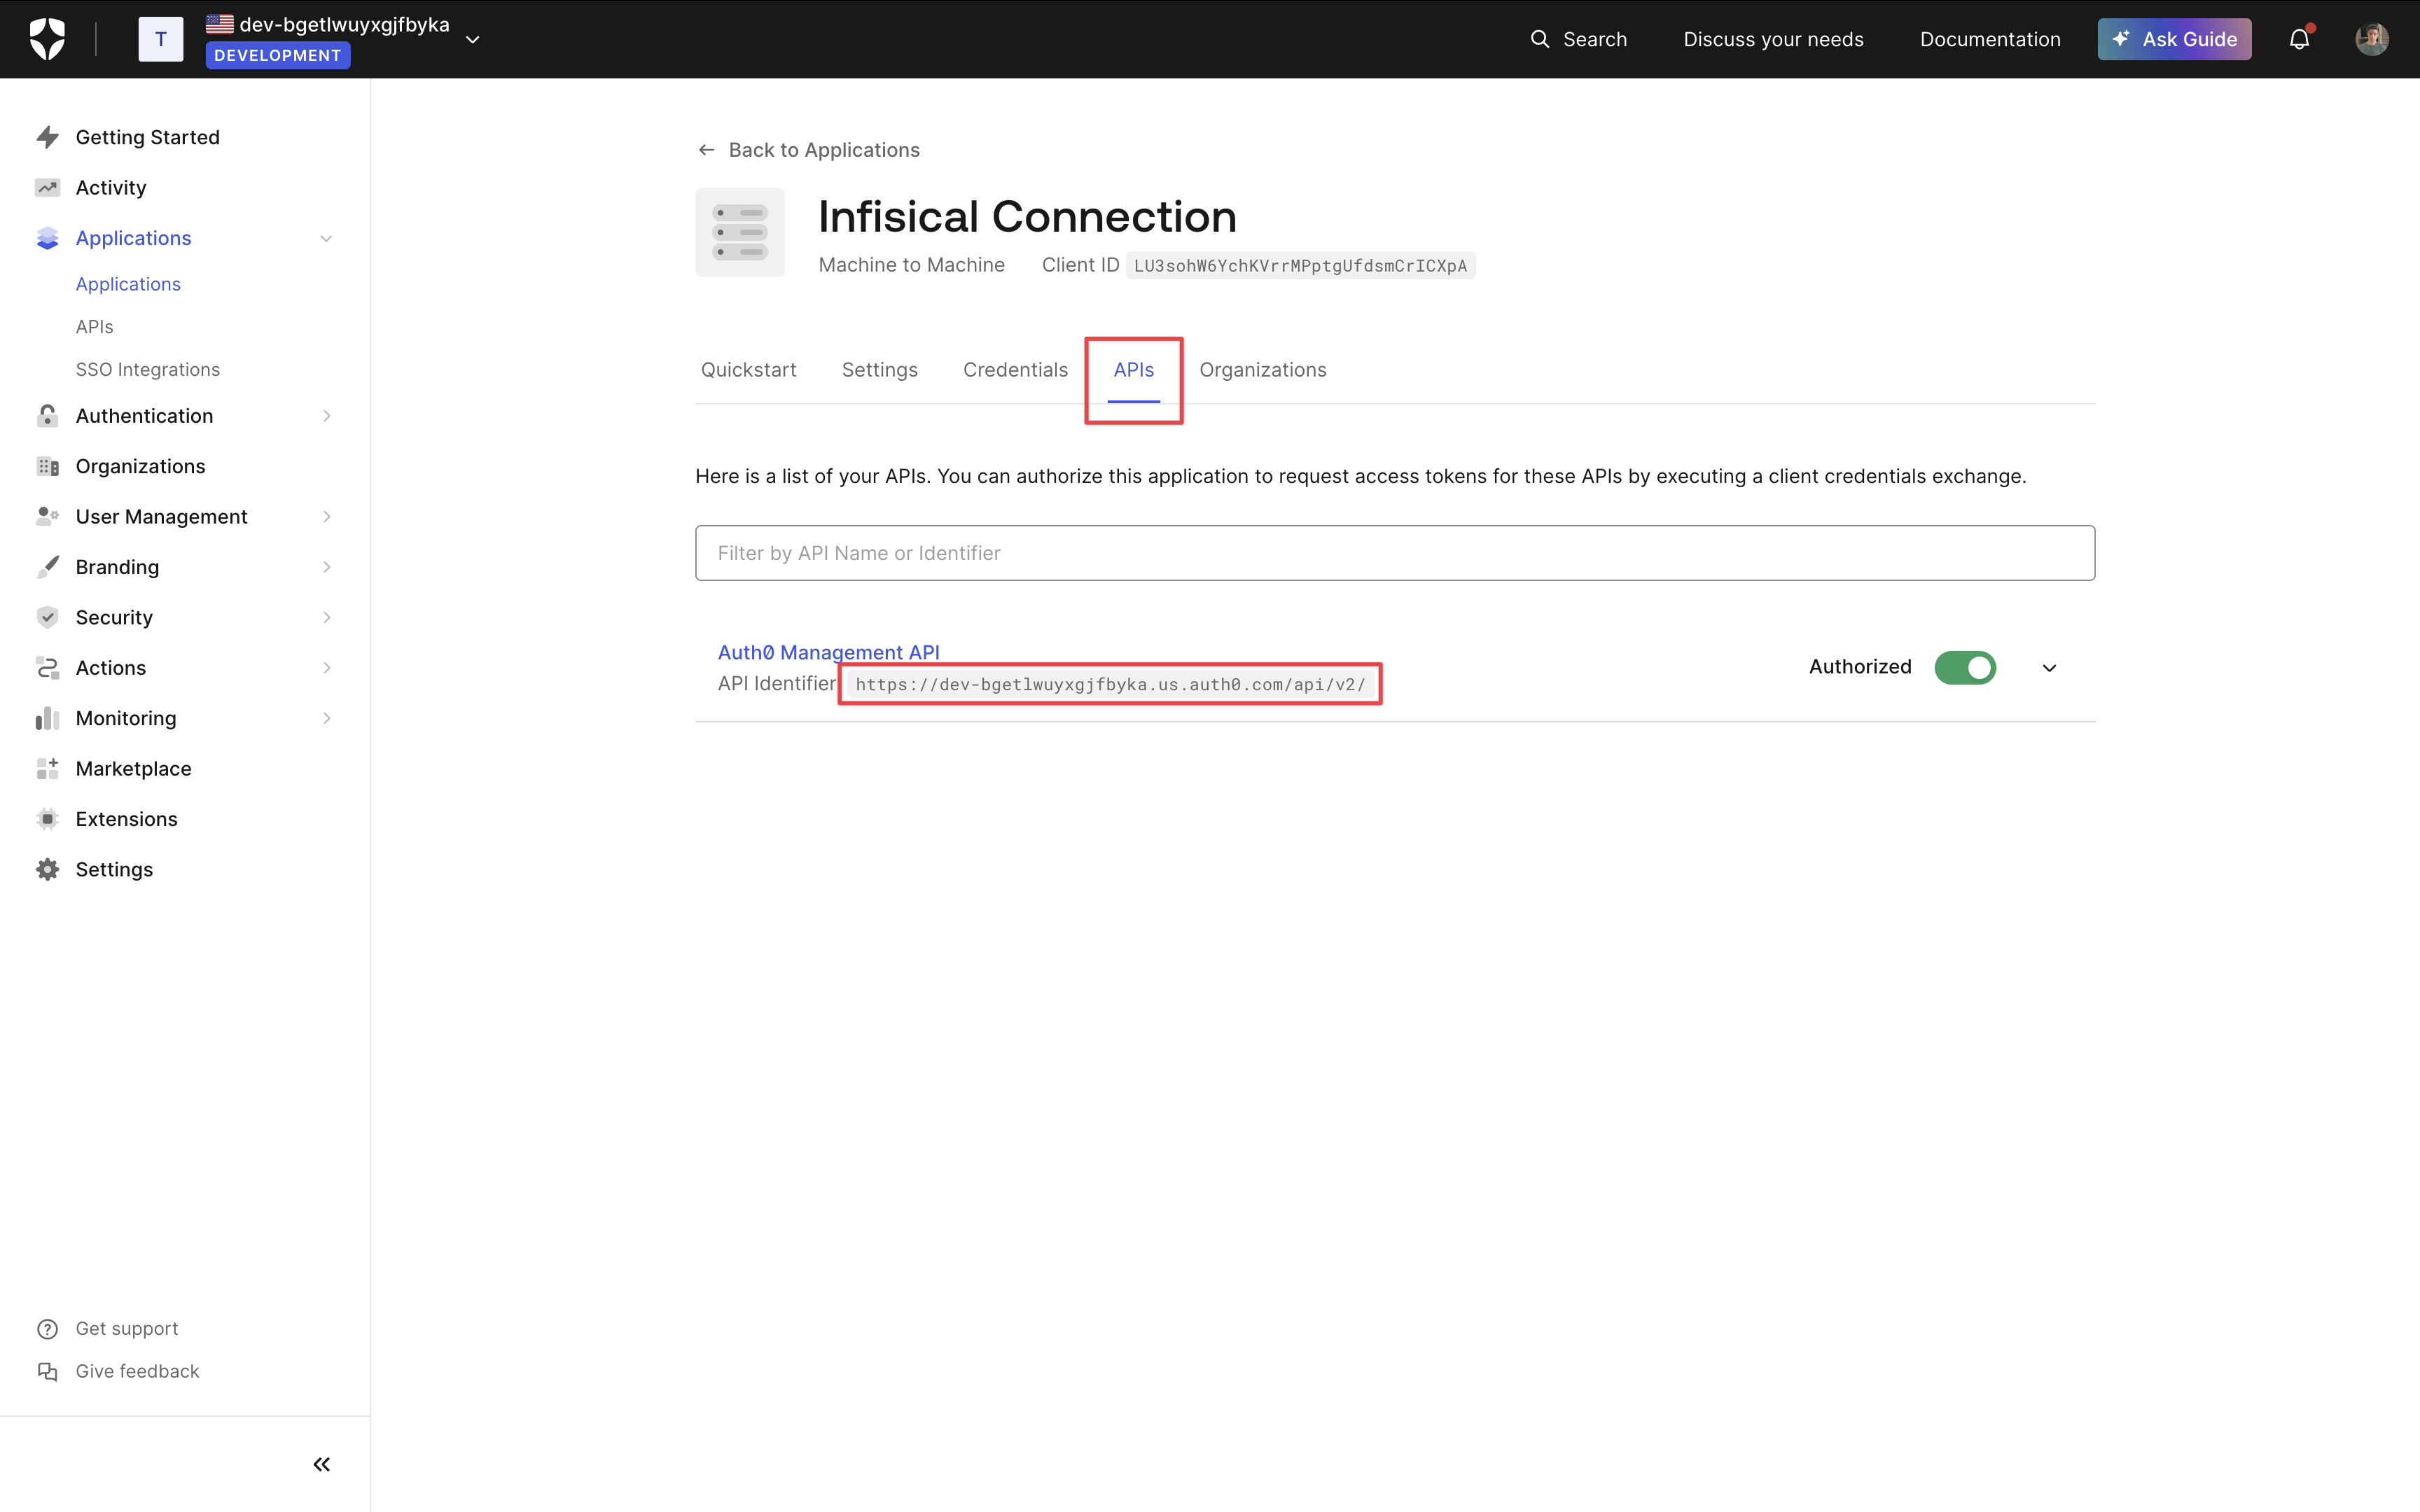 T
dev-bgetlwuyxgjfbyka
DEVELOPMENT
Search
Discuss your needs
Documentation
Ask Guide
Getting Started
Activity
Applications
Applications
APIs
SSO Integrations
Authentication
Organizations
User Management
Branding
Security
Actions
Monitoring
Marketplace
Extensions
Settings
Get support
Give feedback
Back to Applications
Infisical Connection
Machine to Machine Client ID LU3sohW6YchKVrrMPptgUfdsmCrICXpA
Quickstart Settings Credentials APIs Organizations
Here is a list of your APIs. You can authorize this application to request access tokens for these APIs by executing a client credentials exchange.
Filter by API Name or Identifier
Auth0 Management API
API Identifier https://dev-bgetlwuyxgjfbyka.us.auth0.com/api/v2/
Authorized